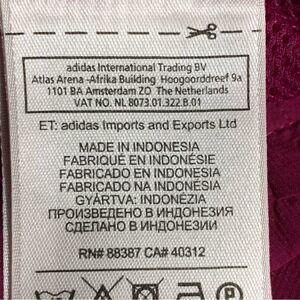 adidas International Trading BV
Atlas Arena -Afrika Building Hoogoorddreef 9a
1101 BA Amsterdam ZO The Netherlands
VAT NO. NL 8073.01.322.B.01
ET: adidas Imports and Exports Ltd
MADE IN INDONESIA
FABRIQUÉ EN INDONÉSIE
FABRICADO EN INDONESIA
FABRICADO NA INDONÉSIA
GYÁRTVA: INDONÉZIA
ПРОИЗВЕДЕНО В ИНДОНЕЗИЯ
СДЕЛАНО В ИНДОНЕЗИИ
RN# 88387 CA# 40312